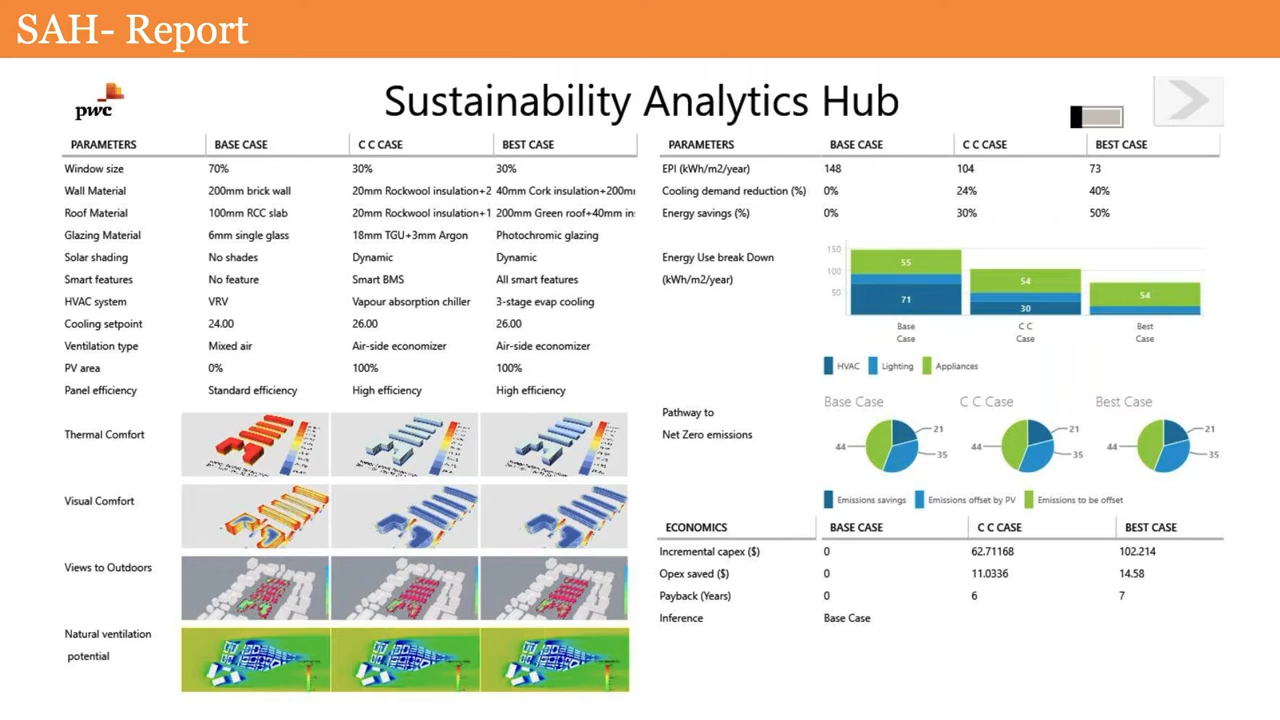 SAH- Report
pwc
Sustainability Analytics Hub
PARAMETERS BASE CASE C C CASE BEST CASE
Window size 70% 30% 30%
Wall Material 200mm brick wall 20mm Rockwool insulation+2 40mm Cork insulation+200m
Roof Material 100mm RCC slab 20mm Rockwool insulation+1 200mm Green roof+40mm in
Glazing Material 6mm single glass 18mm TGU+3mm Argon Photochromic glazing
Solar shading No shades Dynamic Dynamic
Smart features No feature Smart BMS All smart features
HVAC system VRV Vapour absorption chiller 3-stage evap cooling
Cooling setpoint 24.00 26.00 26.00
Ventilation type Mixed air Air-side economizer Air-side economizer
PV area 0% 100% 100%
Panel efficiency Standard efficiency High efficiency High efficiency
Thermal Comfort
Visual Comfort
Views to Outdoors
Natural ventilation
potential
PARAMETERS BASE CASE C C CASE BEST CASE
EPI (kWh/m2/year) 148 104 73
Cooling demand reduction (%) 0% 24% 40%
Energy savings (%) 0% 30% 50%
Energy Use break Down
(kWh/m2/year)
150
100
50
55 54 54
71 30
Base C C Best
Case Case Case
HVAC Lighting Appliances
Pathway to
Net Zero emissions
Base Case C C Case Best Case
44 21 35 44 21 35 44 21 35
Emissions savings Emissions offset by PV Emissions to be offset
ECONOMICS BASE CASE C C CASE BEST CASE
Incremental capex ($) 0 62.71168 102.214
Opex saved ($) 0 11.0336 14.58
Payback (Years) 0 6 7
Inference Base Case